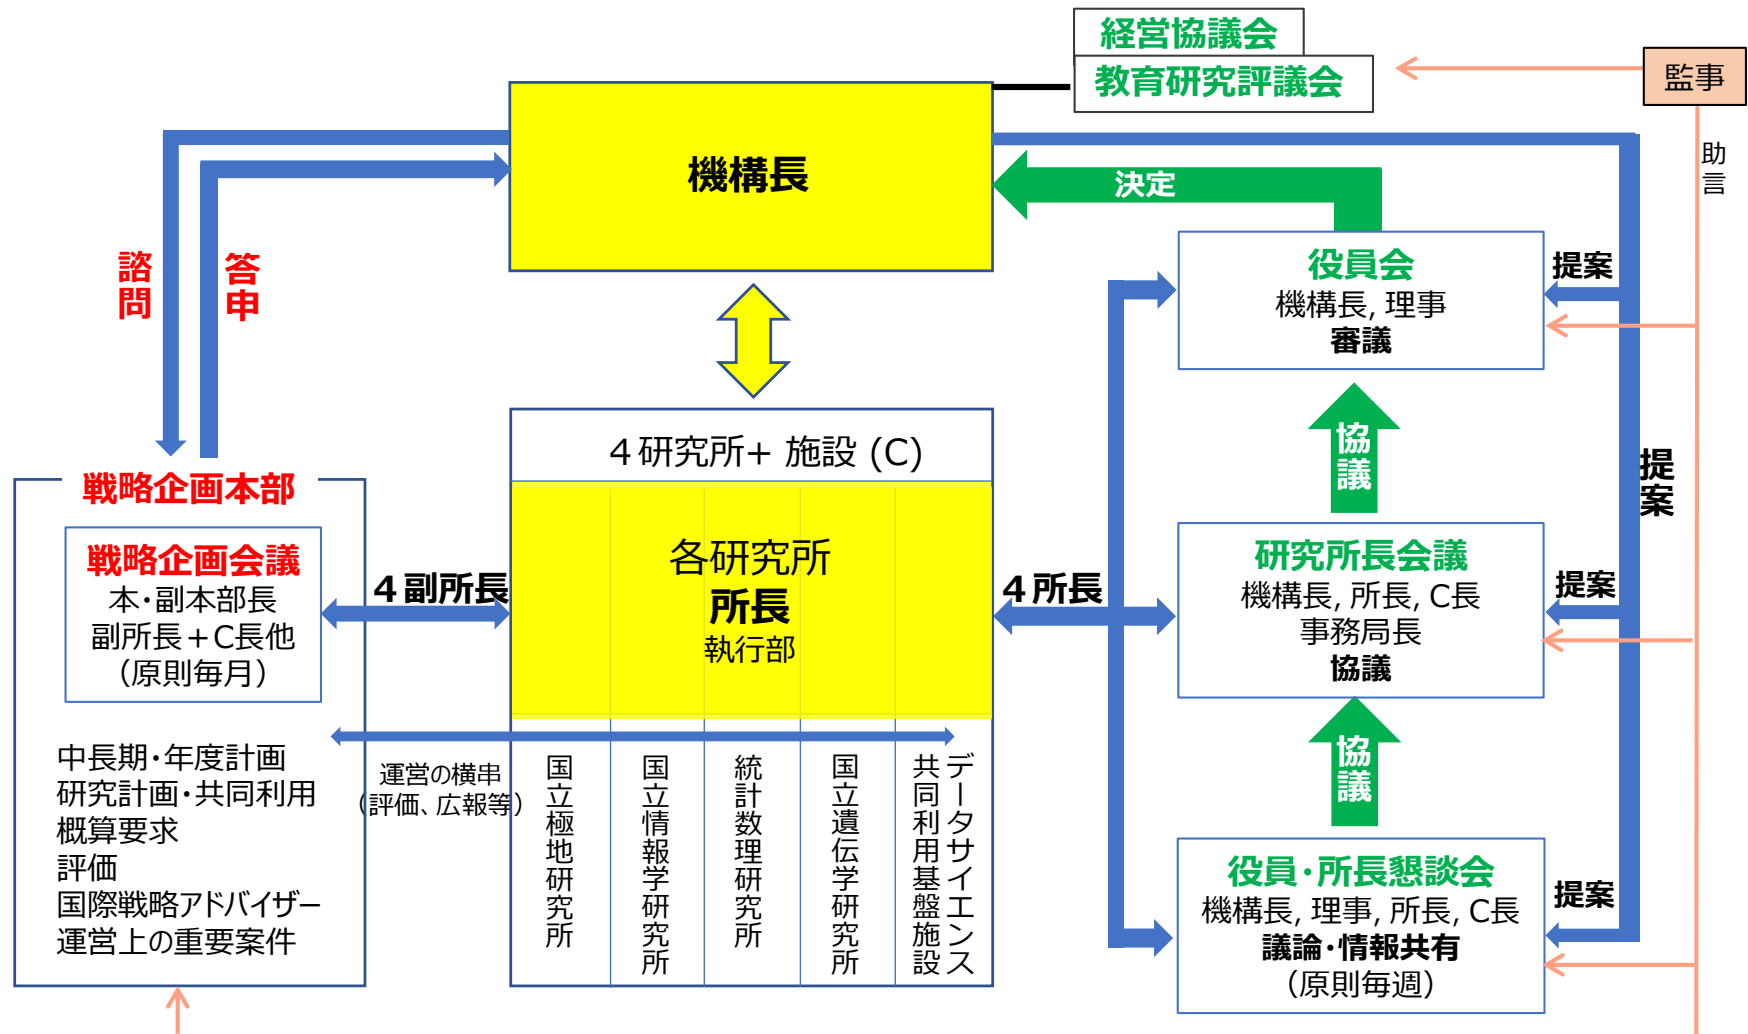 経営協議会
教育研究評議会
監事
助言
機構長
決定
諮問
答申
役員会
機構長, 理事
審議
提案
協議
提案
4研究所+ 施設 (C)
戦略企画本部
戦略企画会議
本・副本部長
副所長+C長他
(原則毎月)
4副所長
各研究所
所長
執行部
4所長
研究所長会議
機構長, 所長, C長
事務局長
協議
提案
協議
中長期・年度計画
研究計画・共同利用
概算要求
評価
国際戦略アドバイザー
運営上の重要案件
運営の横串
(評価、広報等)
国立極地研究所
国立情報学研究所
統計数理研究所
国立遺伝学研究所
データサイエンス
共同利用基盤施設
役員・所長懇談会
機構長, 理事, 所長, C長
議論・情報共有
(原則毎週)
提案